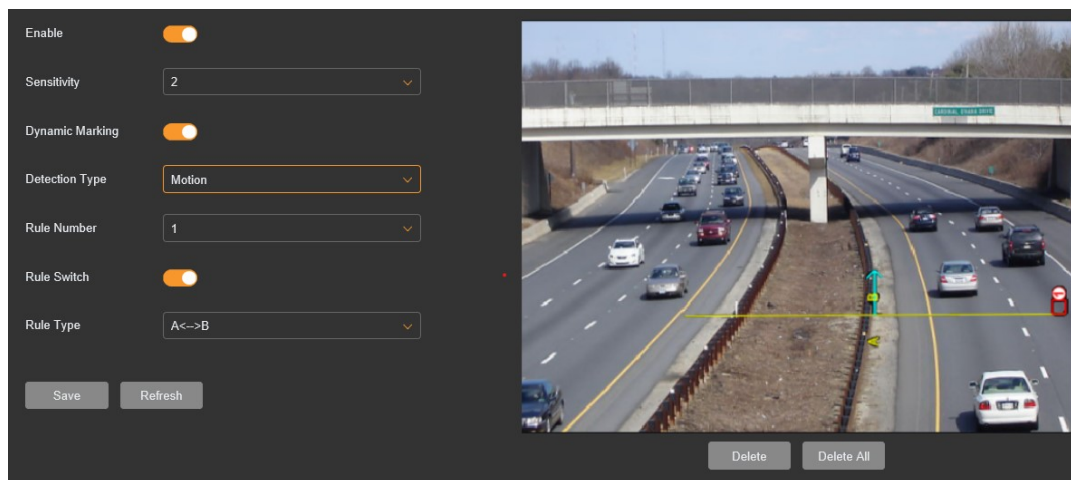 Enable
Sensitivity 2
Dynamic Marking
Detection Type Motion
Rule Number 1
Rule Switch
Rule Type A<-->B
Save Refresh
Delete Delete All